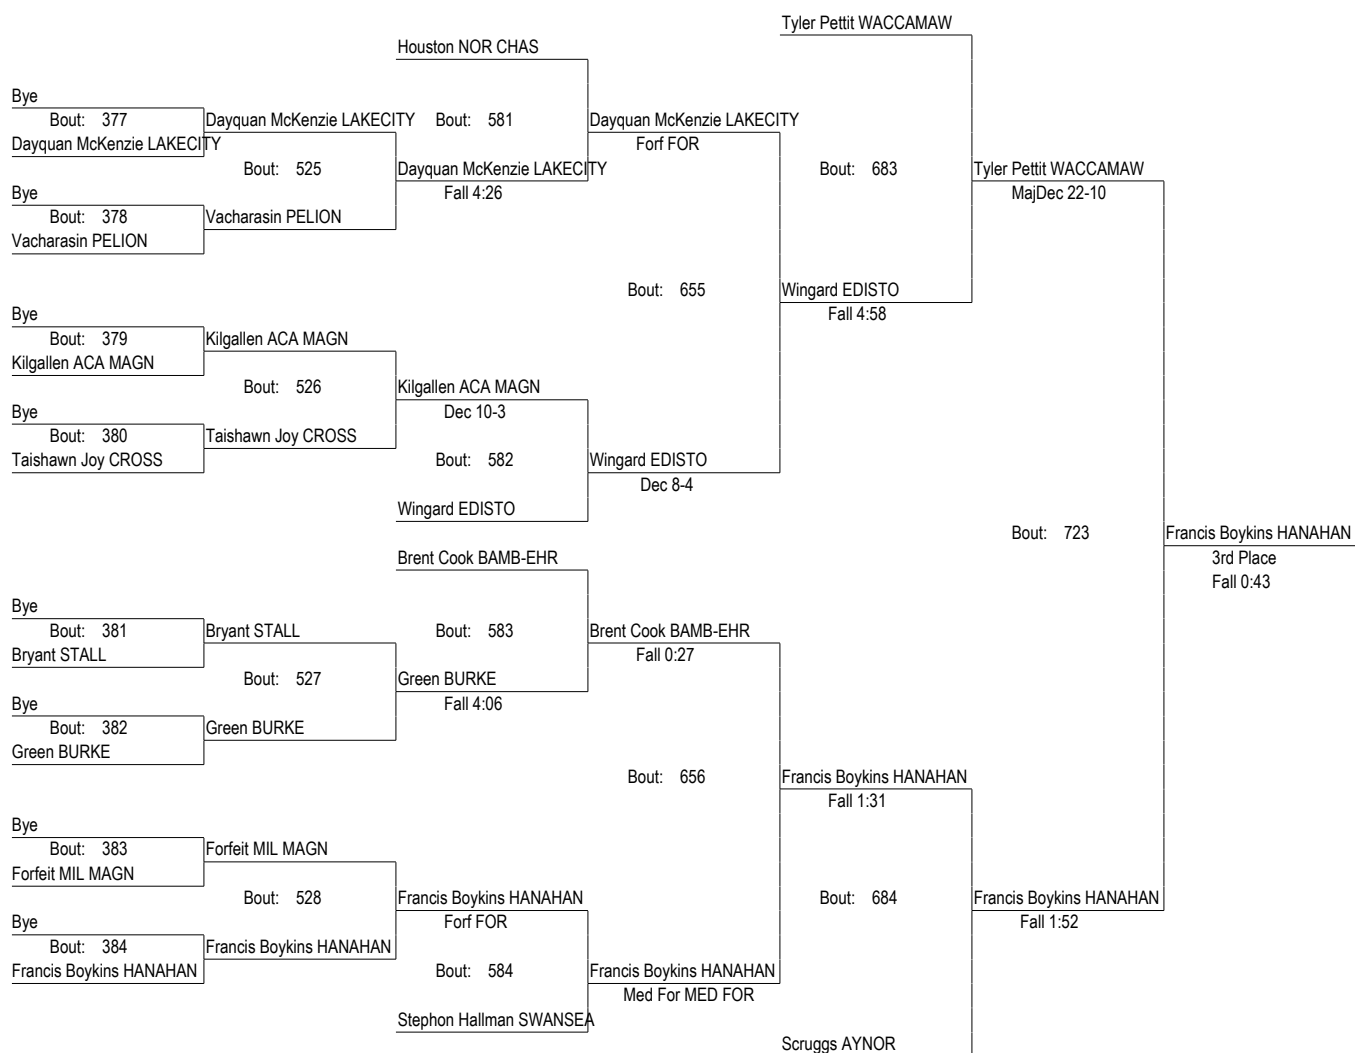 Tyler Pettit WACCAMAW
Houston NOR CHAS
Bye
Bout: 377
Dayquan McKenzie LAKECITY
Bout: 581
Dayquan McKenzie LAKECITY
Dayquan McKenzie LAKECITY
Forf FOR
Bout: 525
Dayquan McKenzie LAKECITY
Bout: 683
Tyler Pettit WACCAMAW
Bye
Fall 4:26
MajDec 22-10
Bout: 378
Vacharasin PELION
Vacharasin PELION
Bout: 655
Wingard EDISTO
Bye
Fall 4:58
Bout: 379
Kilgallen ACA MAGN
Kilgallen ACA MAGN
Bout: 526
Kilgallen ACA MAGN
Bye
Dec 10-3
Bout: 380
Taishawn Joy CROSS
Taishawn Joy CROSS
Bout: 582
Wingard EDISTO
Dec 8-4
Wingard EDISTO
Bout: 723
Francis Boykins HANAHAN
Brent Cook BAMB-EHR
3rd Place
Fall 0:43
Bye
Bout: 381
Bryant STALL
Bout: 583
Brent Cook BAMB-EHR
Bryant STALL
Fall 0:27
Bout: 527
Green BURKE
Bye
Fall 4:06
Bout: 382
Green BURKE
Green BURKE
Bout: 656
Francis Boykins HANAHAN
Fall 1:31
Bye
Bout: 383
Forfeit MIL MAGN
Forfeit MIL MAGN
Bout: 528
Francis Boykins HANAHAN
Bout: 684
Francis Boykins HANAHAN
Bye
Forf FOR
Fall 1:52
Bout: 384
Francis Boykins HANAHAN
Francis Boykins HANAHAN
Bout: 584
Francis Boykins HANAHAN
Med For MED FOR
Stephon Hallman SWANSEA
Scruggs AYNOR